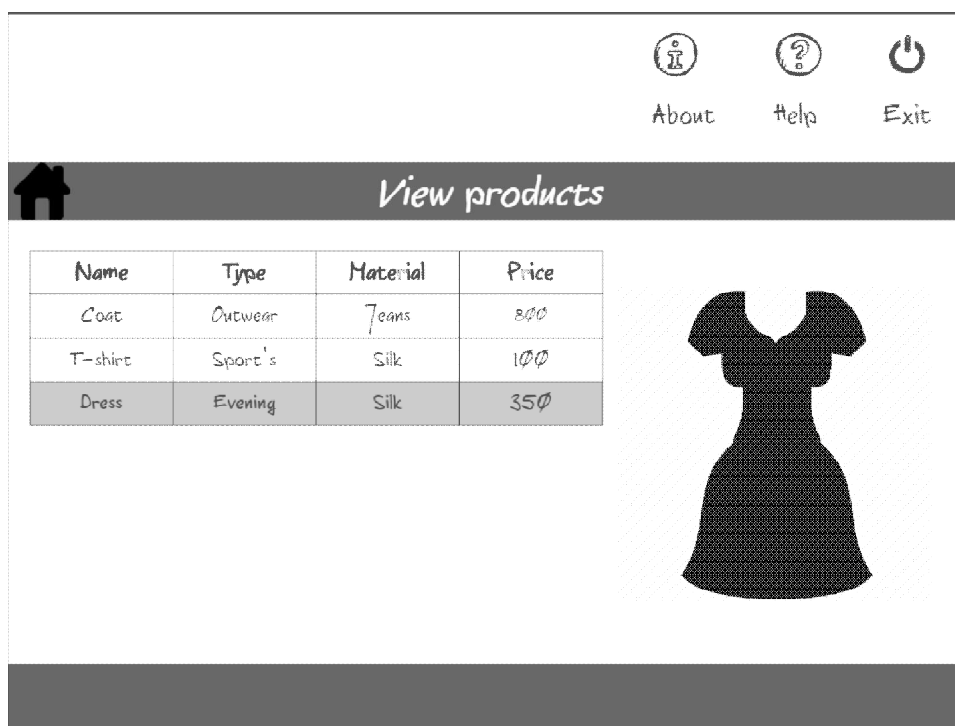 About Help Exit
View products
Name Type Material Price
Coat Outwear Jeans 800
T-shirt Sport's Silk 100
Dress Evening Silk 350